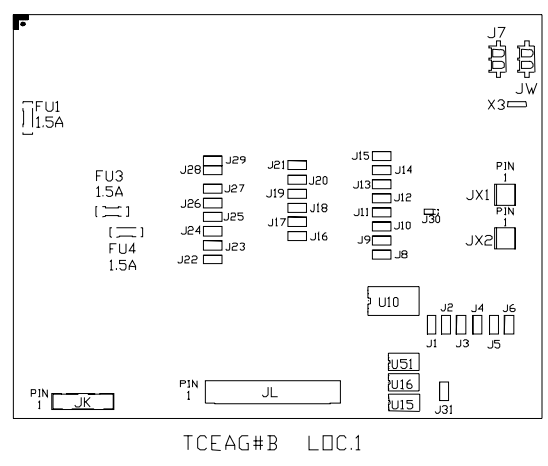 J7
JW
X3
FU1
1.5A
J15
J29
J21
J28
J14
FU3
1.5A
J20
J13
J27
PIN
1
J19
J12
J26
JX1
J18
J11
J25
J30
PIN
1
J17
J10
J24
J16
J9
J23
JX2
FU4
1.5A
J22
J8
U10
J2
J4
J6
J1
J3
J5
U51
U16
U15
J31
PIN
1
JK
PIN
1
JL
TCEAG#B LOC.1